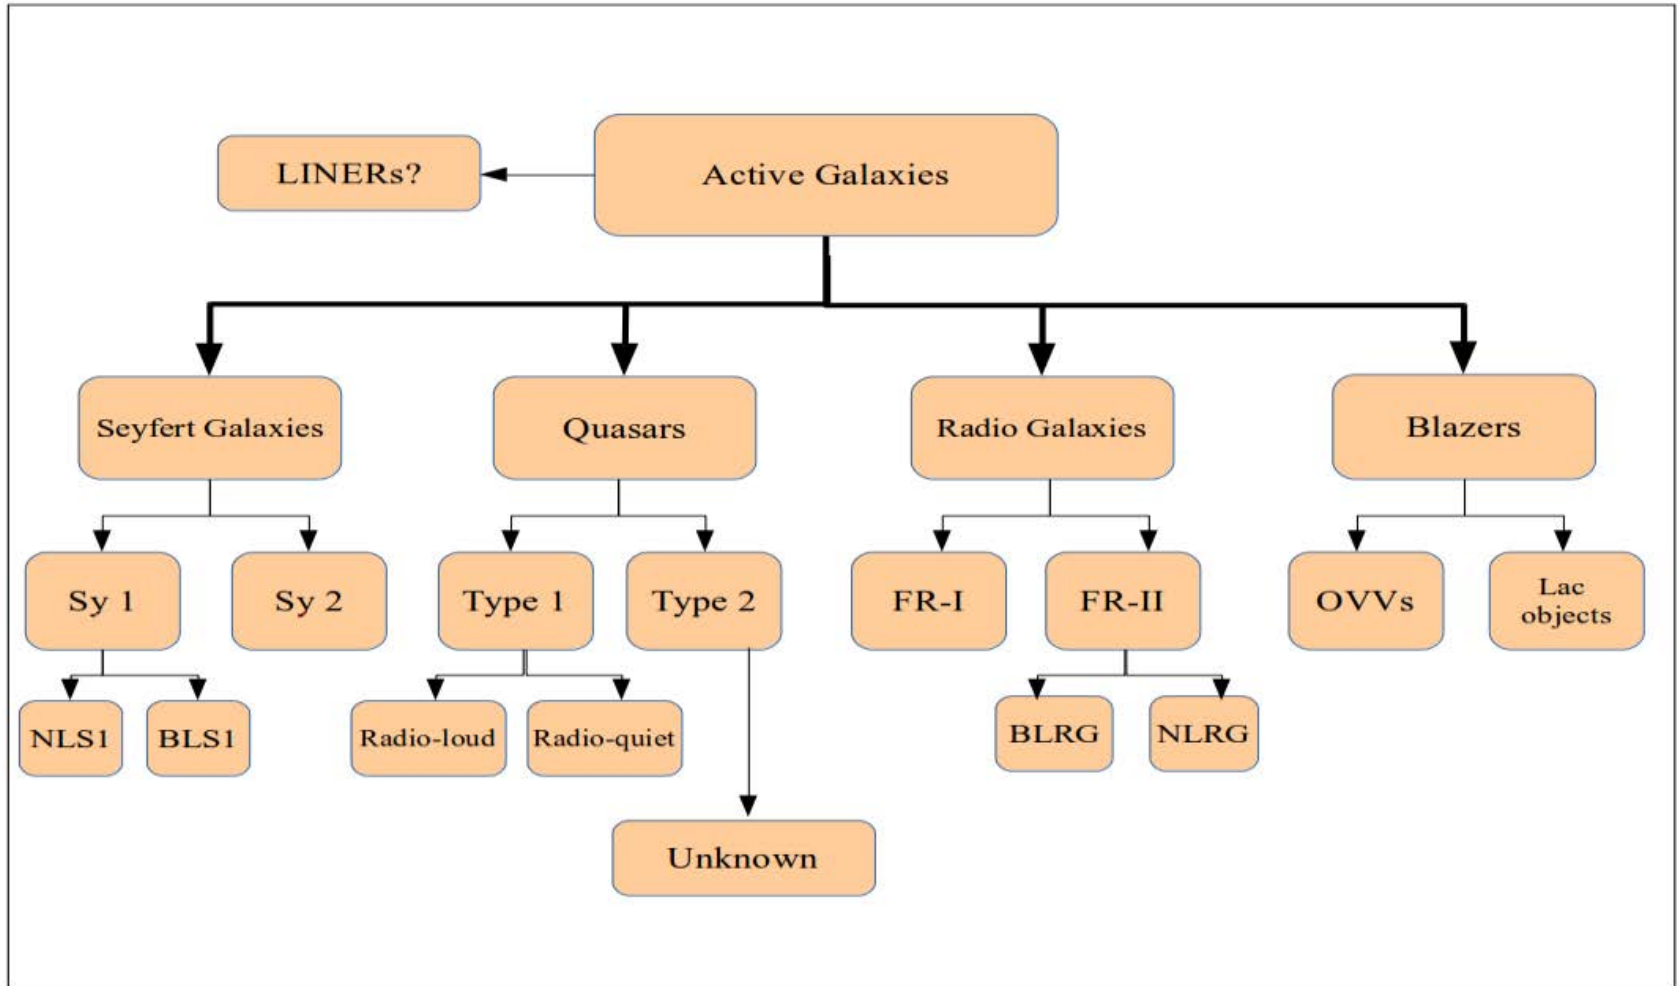 LINERs?
Active Galaxies
Seyfert Galaxies
Quasars
Radio Galaxies
Blazers
Sy 1
Sy 2
Type 1
Type 2
FR-I
FR-II
OVVs
Lac
objects
NLS1
BLS1
Radio-loud
Radio-quiet
BLRG
NLRG
Unknown